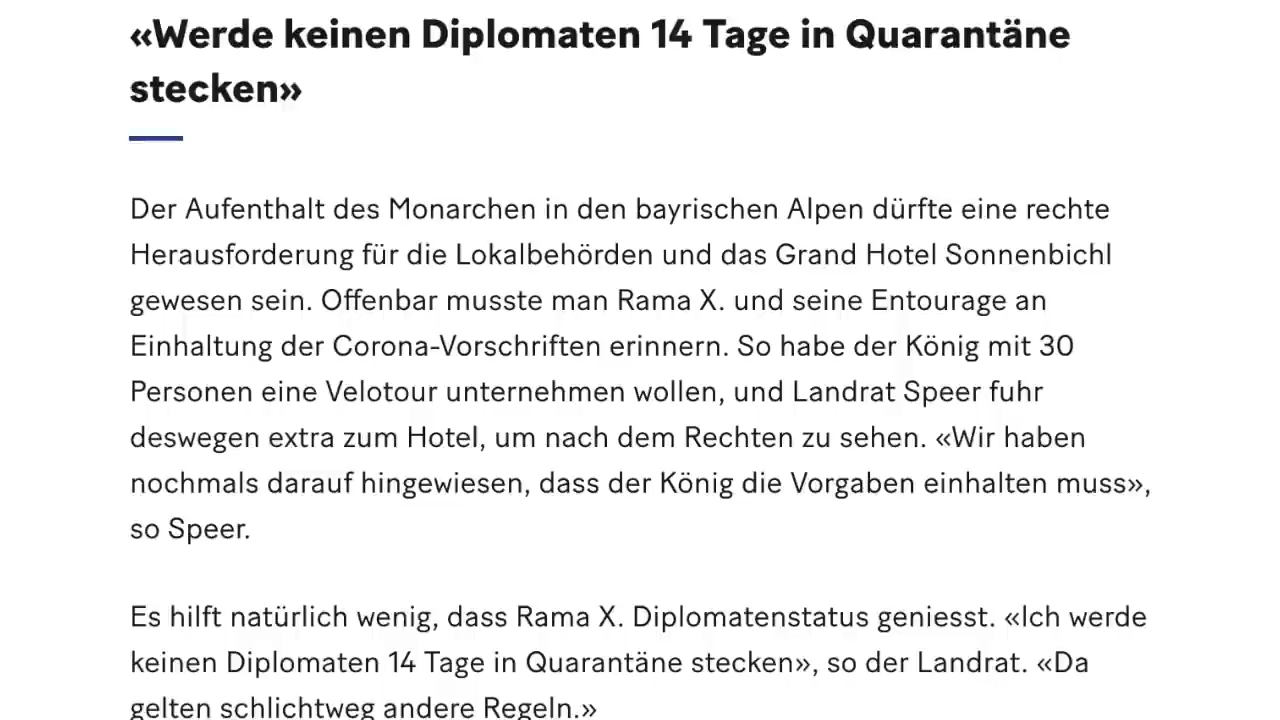 «Werde keinen Diplomaten 14 Tage in Quarantäne
stecken»
Der Aufenthalt des Monarchen in den bayrischen Alpen dürfte eine rechte
Herausforderung für die Lokalbehörden und das Grand Hotel Sonnenbichl
gewesen sein. Offenbar musste man Rama X. und seine Entourage an
Einhaltung der Corona-Vorschriften erinnern. So habe der König mit 30
Personen eine Velotour unternehmen wollen, und Landrat Speer fuhr
deswegen extra zum Hotel, um nach dem Rechten zu sehen. «Wir haben
nochmals darauf hingewiesen, dass der König die Vorgaben einhalten muss»,
so Speer.
Es hilft natürlich wenig, dass Rama X. Diplomatenstatus geniesst. «Ich werde
keinen Diplomaten 14 Tage in Quarantäne stecken», so der Landrat. «Da
gelten schlichtweg andere Regeln.»